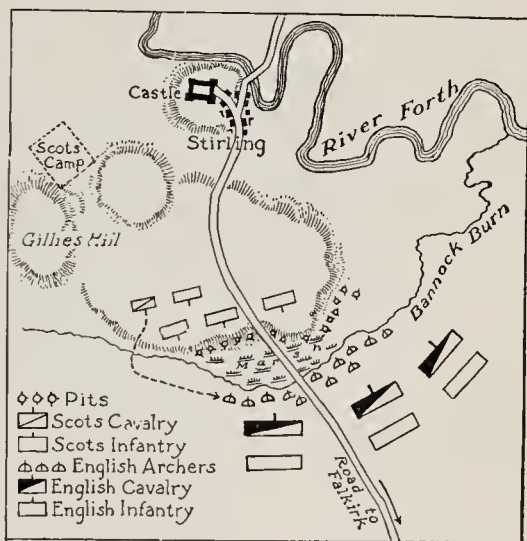 Castle
Stirling
River Forth
Scots
Camp
Gillies Hill
Bannock Burn
Marsh
Pits
Scots Cavalry
Scots Infantry
English Archers
English Cavalry
English Infantry
Road to
Falkirk